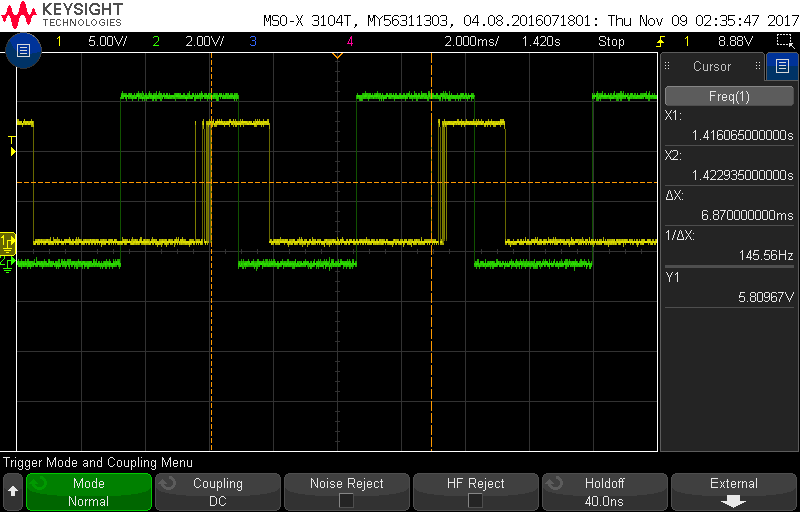 KEYSIGHT
TECHNOLOGIES
MSO-X 3104T, MY56311303, 04.08.2016071801: Thu Nov 09 02:35:47 2017
1 5.00V/ 2 2.00V/ 3 4 2.000ms/ 1.420s Stop 1 8.88V
T
1
2
Cursor
Freq(1)
X1:
1.416065000000s
X2:
1.422935000000s
ΔX:
6.870000000ms
1/ΔX:
145.56Hz
Y1
5.80967V
Trigger Mode and Coupling Menu
Mode Coupling Noise Reject HF Reject Holdoff External
Normal DC 40.0ns